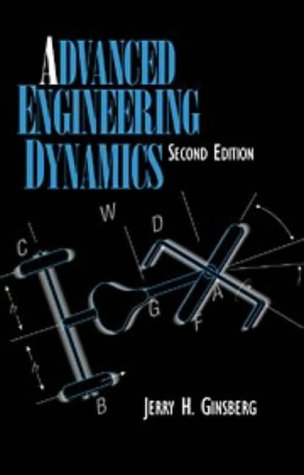 ADVANCED
ENGINEERING
DYNAMICS
SECOND EDITION
C
W
D
G
F
A
B
JERRY H. GINSBERG